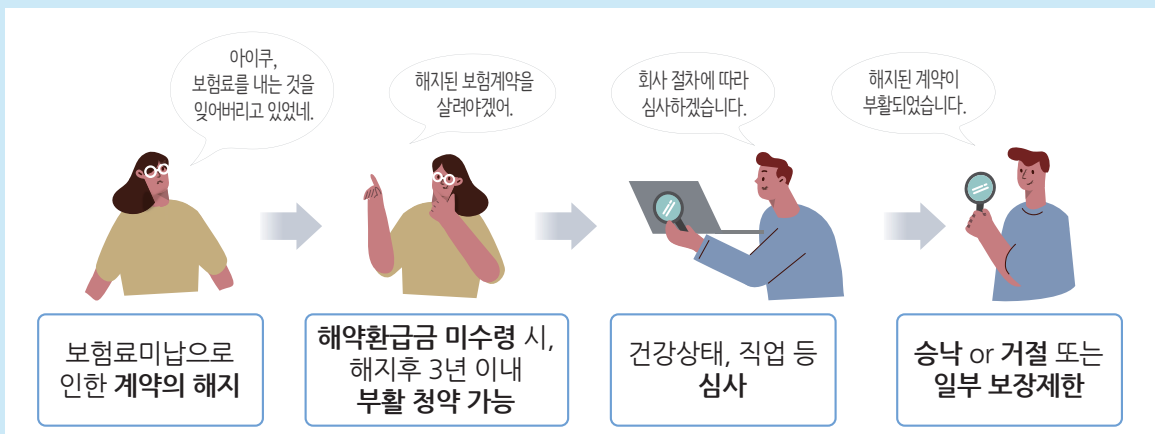 아이쿠,
보험료를 내는 것을
잊어버리고 있었네.
해지된 보험계약을
살려야겠어.
회사 절차에 따라
심사하겠습니다.
해지된 계약이
부활되었습니다.
보험료미납으로
인한 계약의 해지
해약환급금 미수령 시,
해지후 3년 이내
부활 청약 가능
건강상태, 직업 등
심사
승낙 or 거절 또는
일부 보장제한